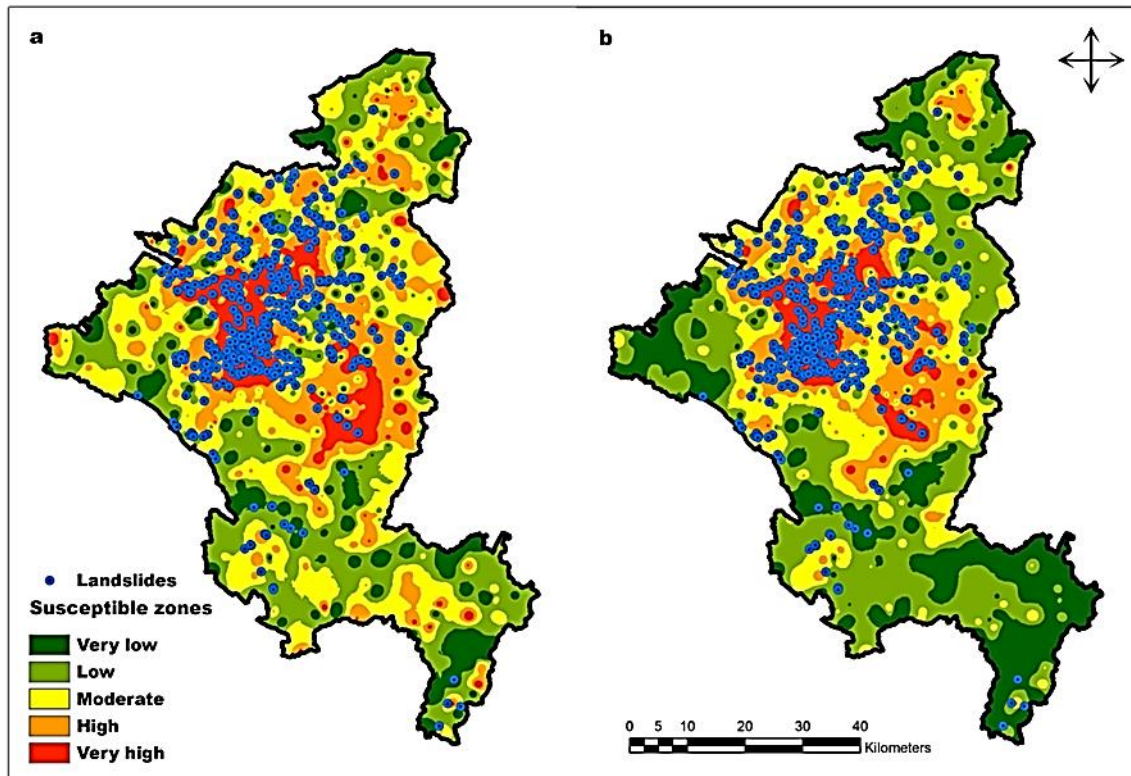 a
b
Landslides
Susceptible zones
Very low
Low
Moderate
High
Very high
0 5 10 20 30 40
Kilometers